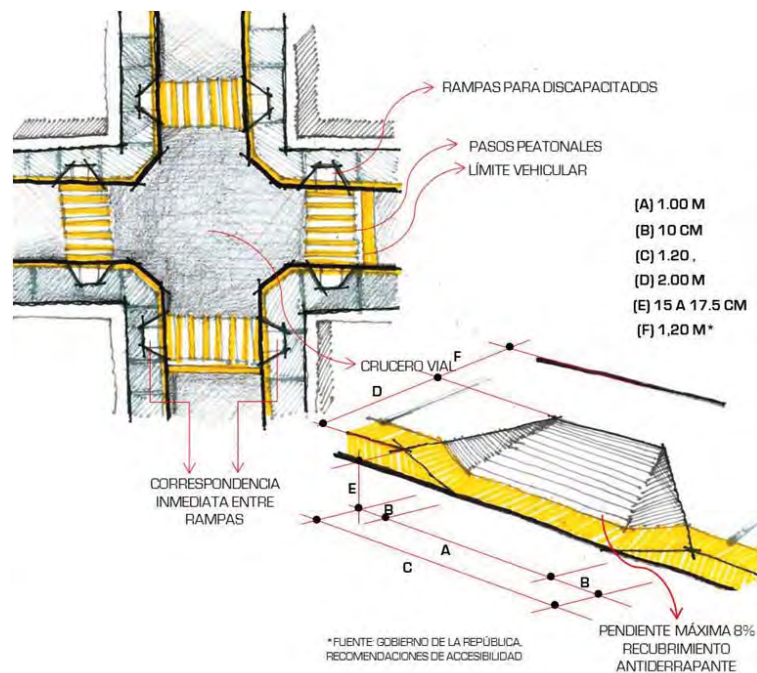 RAMPAS PARA DISCAPACITADOS
PASOS PEATONALES
LÍMITE VEHICULAR
(A) 1.00 M
(B) 10 CM
(C) 1.20 ,
(D) 2.00 M
(E) 15 A 17.5 CM
(F) 1,20 M*
CRUCERO VIAL
F
D
CORRESPONDENCIA
INMEDIATA ENTRE
RAMPAS
E
B
A
C
B
*FUENTE: GOBIERNO DE LA REPÚBLICA.
RECOMENDACIONES DE ACCESIBILIDAD
PENDIENTE MÁXIMA 8%
RECUBRIMIENTO
ANTIDERRAPANTE